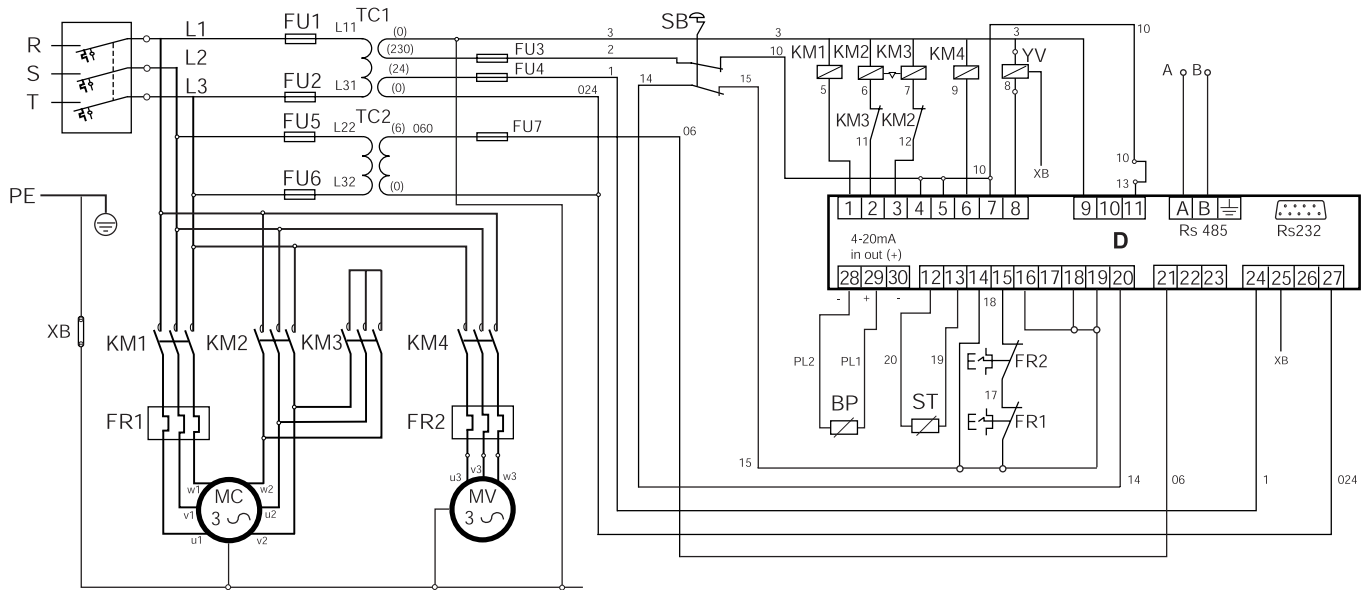 L1 FU1 L11 TC1 (0) SB 3 3 3 10
R (230) 2 FU3 10 KM1 KM2 KM3 KM4 YV
L2
S (24) FU4 1 14 15 A B
L3 FU2 L31 (0) 024 5 6 7 9 8
T
FU5 L22 TC2 (6) 060 FU7 06 KM3 KM2
11 12 10
FU6 L32 (0) 10 XB 13
PE
1 2 3 4 5 6 7 8 9 10 11 A B
4-20mA D Rs 485 Rs232
in out (+)
28 29 30 12 13 14 15 16 17 18 19 20 21 22 23 24 25 26 27
- + - 18
XB KM1 KM2 KM3 KM4
PL2 PL1 20 19 FR2 XB
17
FR1 FR2 BP ST FR1
15
w1 MC w2 u3 v3 w3 14 06 1 024
v1 3 u2 MV
3
u1 v2